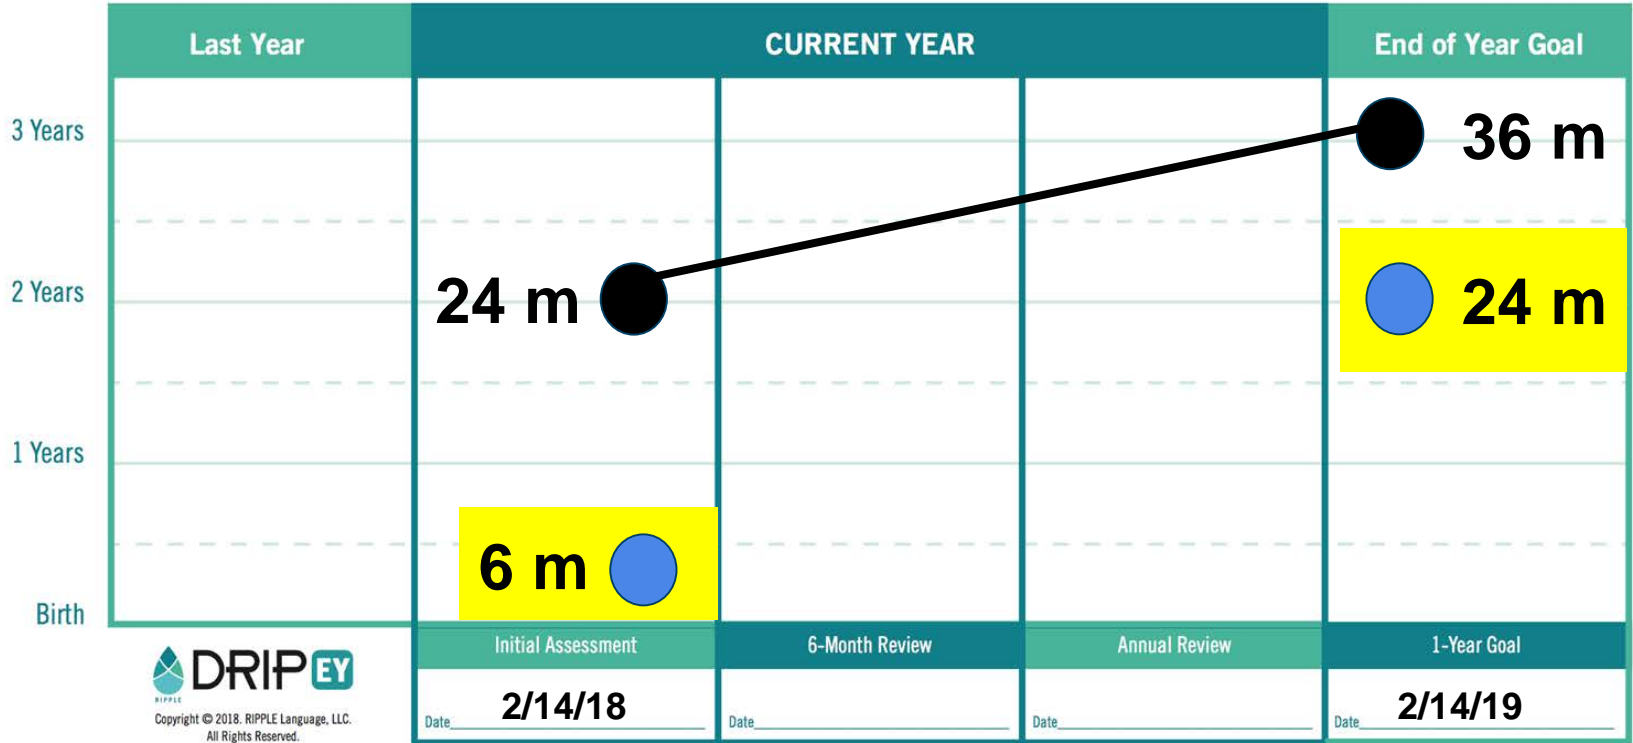 Last Year
CURRENT YEAR
End of Year Goal
3 Years
36 m
2 Years
24 m
24 m
1 Years
6 m
Birth
Initial Assessment
6-Month Review
Annual Review
1-Year Goal
DRIP EY
RIPPLE
Copyright © 2018. RIPPLE Language, LLC.
All Rights Reserved.
Date 2/14/18
Date
Date
Date 2/14/19